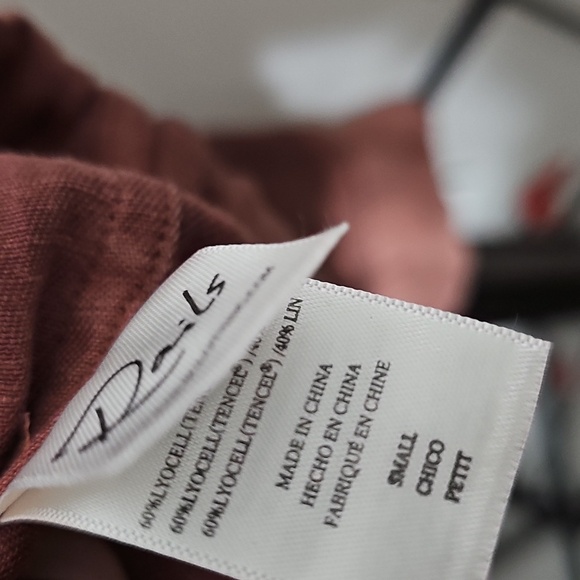 Rails
60%LYOCELL(TEN
60%LYOCELL(TENCEL®)/40
60%LYOCELL(TENCEL®)/40% LIN
MADE IN CHINA
HECHO EN CHINA
FABRIQUÉ EN CHINE
SMALL
CHICO
PETIT